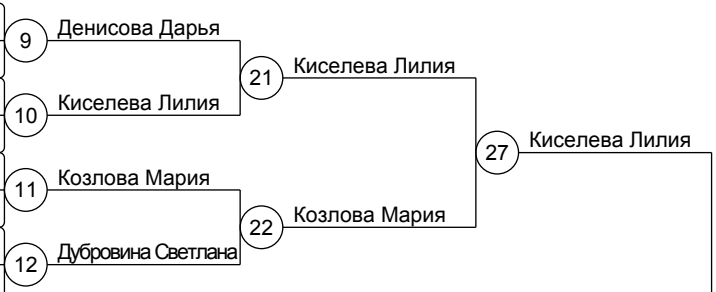 9 Денисова Дарья
21 Киселева Лилия
10 Киселева Лилия
27 Киселева Лилия
11 Козлова Мария
22 Козлова Мария
12 Дубровина Светлана